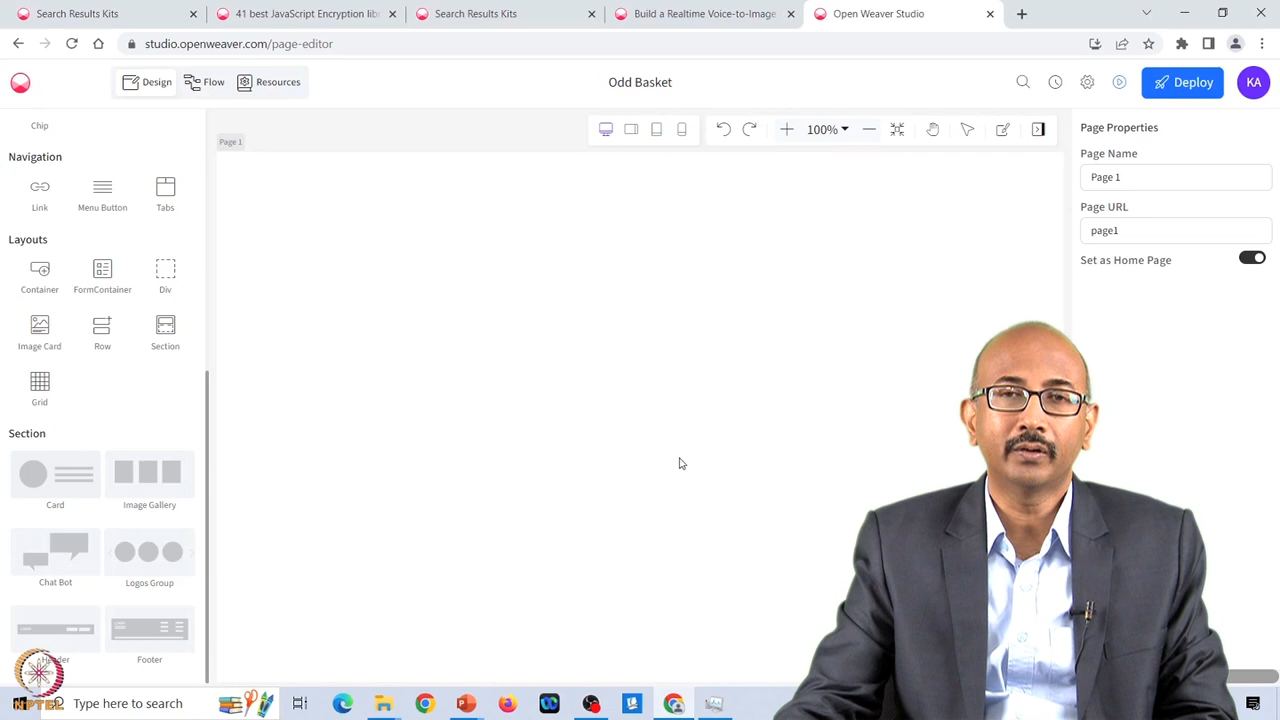 Search Results Kits
41 best JavaScript Encryption libr
Search Results Kits
Build a Realtime Voice-to-Image
Open Weaver Studio
studio.openweaver.com/page-editor
Design
Flow
Resources
Odd Basket
Deploy
KA
Chip
Page 1
100%
Page Properties
Navigation
Page Name
Page 1
Link
Menu Button
Tabs
Page URL
page1
Layouts
Set as Home Page
Container
FormContainer
Div
Image Card
Row
Section
Grid
Section
Card
Image Gallery
Chat Bot
Logos Group
Header
Footer
NPTEL
Type here to search